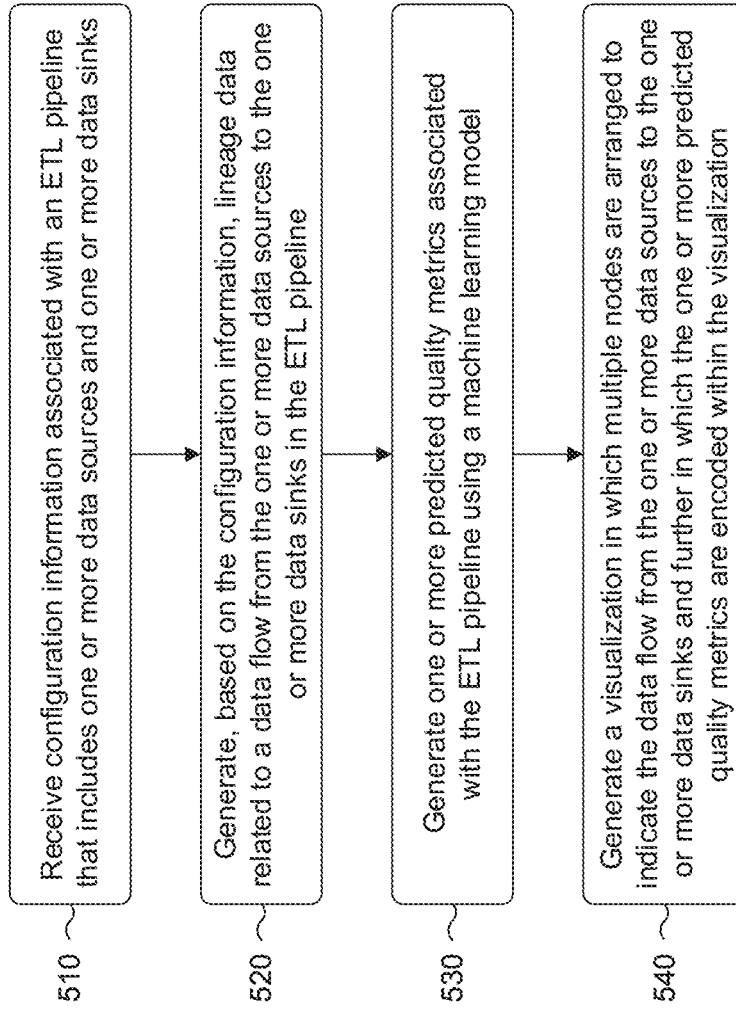 510
Receive configuration information associated with an ETL pipeline
that includes one or more data sources and one or more data sinks
520
Generate, based on the configuration information, lineage data
related to a data flow from the one or more data sources to the one
or more data sinks in the ETL pipeline
530
Generate one or more predicted quality metrics associated
with the ETL pipeline using a machine learning model
540
Generate a visualization in which multiple nodes are arranged to
indicate the data flow from the one or more data sources to the one
or more data sinks and further in which the one or more predicted
quality metrics are encoded within the visualization